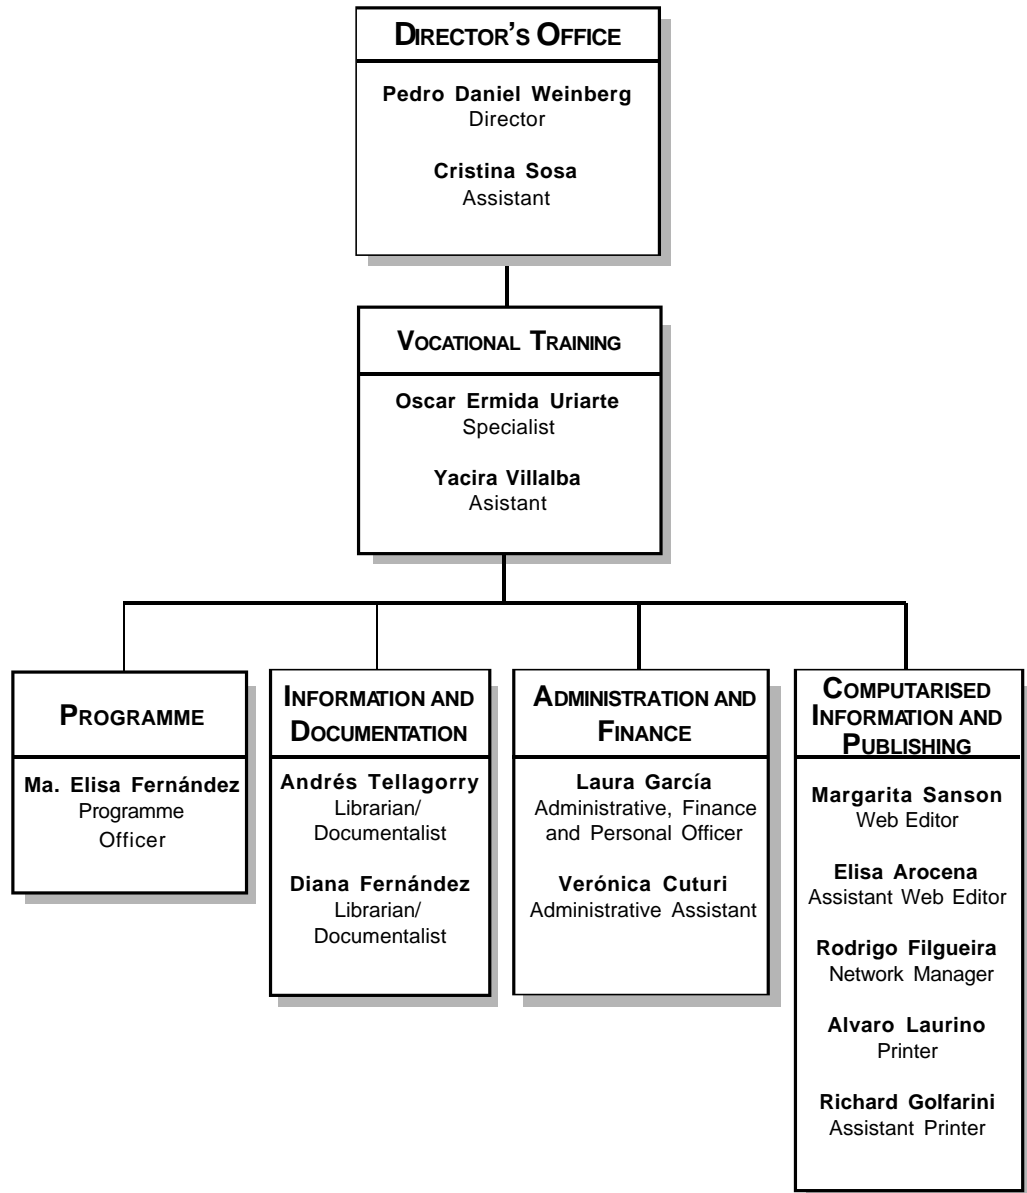 DIRECTOR'S OFFICE
Pedro Daniel Weinberg
Director
Cristina Sosa
Assistant
VOCATIONAL TRAINING
Oscar Ermida Uriarte
Specialist
Yacira Villalba
Asistant
PROGRAMME
Ma. Elisa Fernández
Programme
Officer
INFORMATION AND
DOCUMENTATION
Andrés Tellagorry
Librarian/
Documentalist
Diana Fernández
Librarian/
Documentalist
ADMINISTRATION AND
FINANCE
Laura García
Administrative, Finance
and Personal Officer
Verónica Cuturi
Administrative Assistant
COMPUTARISED
INFORMATION AND
PUBLISHING
Margarita Sanson
Web Editor
Elisa Arocena
Assistant Web Editor
Rodrigo Filgueira
Network Manager
Alvaro Laurino
Printer
Richard Golfarini
Assistant Printer